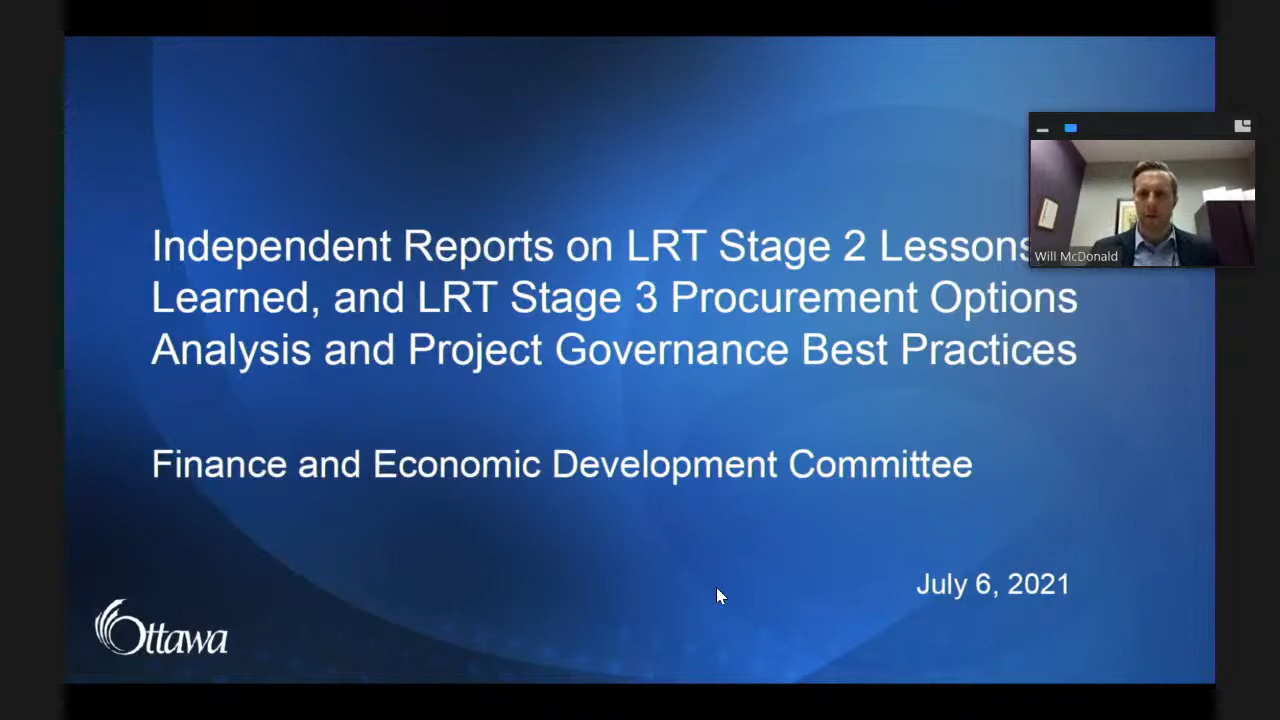 Independent Reports on LRT Stage 2 Lessons
Learned, and LRT Stage 3 Procurement Options
Analysis and Project Governance Best Practices
Will McDonald
Finance and Economic Development Committee
July 6, 2021
Ottawa